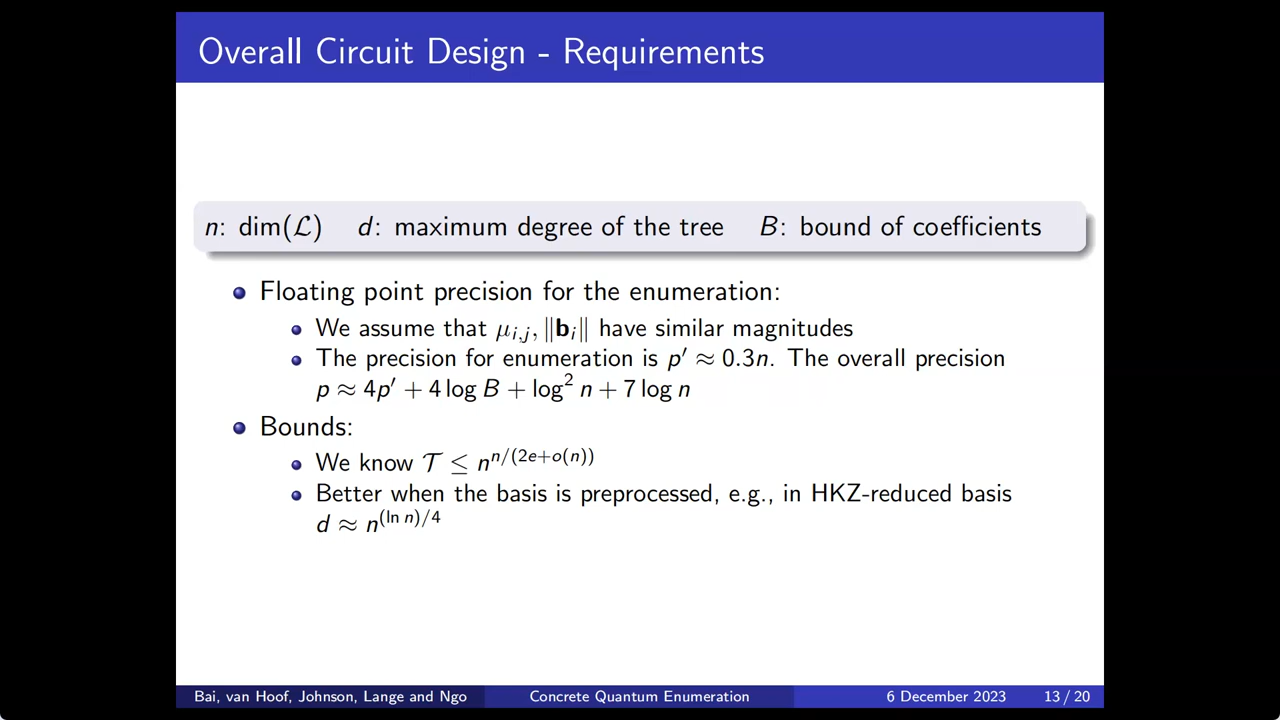 Overall Circuit Design - Requirements
n: dim(ℒ) d: maximum degree of the tree B: bound of coefficients
Floating point precision for the enumeration:
We assume that μ_{i,j}, ‖b_i‖ have similar magnitudes
The precision for enumeration is p′ ≈ 0.3n. The overall precision
p ≈ 4p′ + 4 log B + log² n + 7 log n
Bounds:
We know 𝒯 ≤ n^{n/(2e+o(n))}
Better when the basis is preprocessed, e.g., in HKZ-reduced basis
d ≈ n^{(ln n)/4}
Bai, van Hoof, Johnson, Lange and Ngo Concrete Quantum Enumeration 6 December 2023 13 / 20